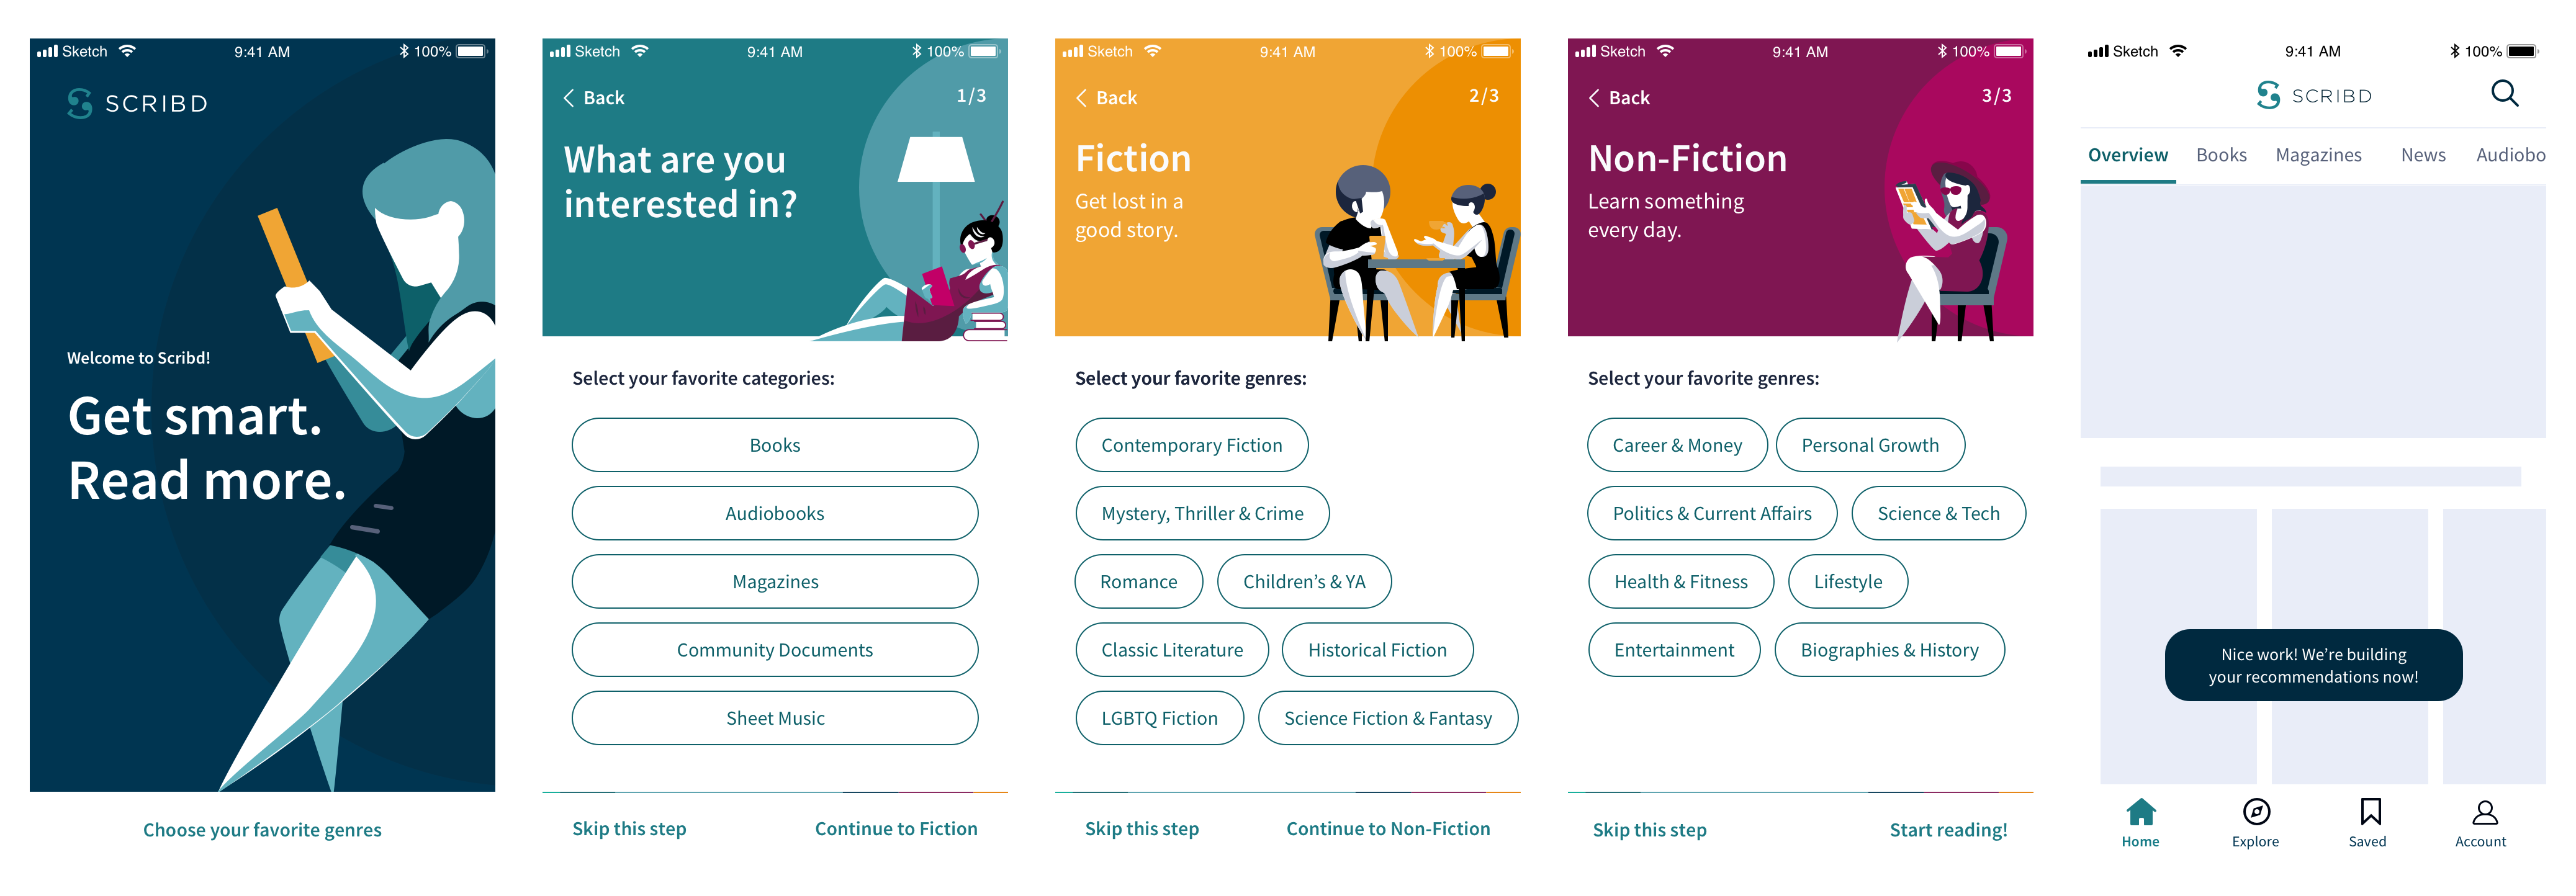 Sketch 9:41 AM 100%
SCRIBD
Welcome to Scribd!
Get smart.
Read more.
Choose your favorite genres
Sketch 9:41 AM 100%
Back 1/3
What are you
interested in?
Select your favorite categories:
Books
Audiobooks
Magazines
Community Documents
Sheet Music
Skip this step Continue to Fiction
Sketch 9:41 AM 100%
Back 2/3
Fiction
Get lost in a
good story.
Select your favorite genres:
Contemporary Fiction
Mystery, Thriller & Crime
Romance Children’s & YA
Classic Literature Historical Fiction
LGBTQ Fiction Science Fiction & Fantasy
Skip this step Continue to Non-Fiction
Sketch 9:41 AM 100%
Back 3/3
Non-Fiction
Learn something
every day.
Select your favorite genres:
Career & Money Personal Growth
Politics & Current Affairs Science & Tech
Health & Fitness Lifestyle
Entertainment Biographies & History
Skip this step Start reading!
Sketch 9:41 AM 100%
SCRIBD
Overview Books Magazines News Audiobo
Nice work! We’re building
your recommendations now!
Home Explore Saved Account